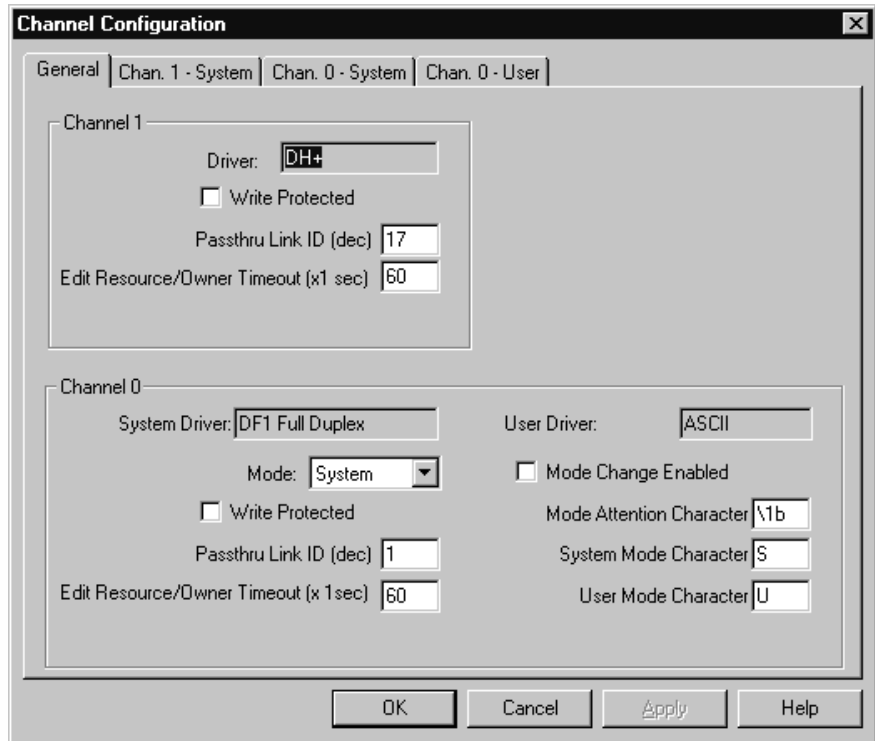 Channel Configuration
General
Chan. 1 - System
Chan. 0 - System
Chan. 0 - User
Channel 1
Driver: DH+
Write Protected
Passthru Link ID (dec) 17
Edit Resource/Owner Timeout (x1 sec) 60
Channel 0
System Driver: DF1 Full Duplex
User Driver: ASCII
Mode: System
Mode Change Enabled
Write Protected
Mode Attention Character \1b
Passthru Link ID (dec) 1
System Mode Character S
Edit Resource/Owner Timeout (x 1sec) 60
User Mode Character U
OK
Cancel
Apply
Help